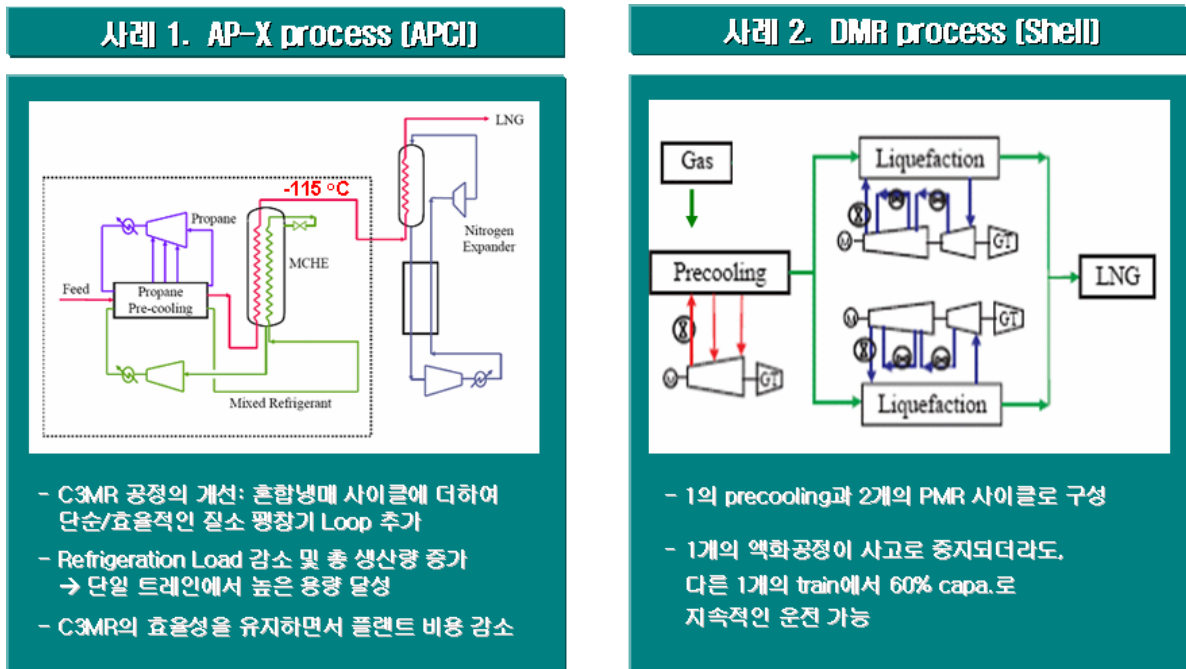 사례 1. AP-X process (APCI)
LNG
-115 °C
Propane
Nitrogen
Expander
MCHE
Feed
Propane
Pre-cooling
Mixed Refrigerant
- C3MR 공정의 개선: 혼합냉매 사이클에 더하여
단순/효율적인 질소 팽창기 Loop 추가
- Refrigeration Load 감소 및 총 생산량 증가
→ 단일 트레인에서 높은 용량 달성
- C3MR의 효율성을 유지하면서 플랜트 비용 감소
사례 2. DMR process (Shell)
Gas
Liquefaction
M
GT
Precooling
LNG
M
GT
M
GT
Liquefaction
- 1의 precooling과 2개의 PMR 사이클로 구성
- 1개의 액화공정이 사고로 중지되더라도,
다른 1개의 train에서 60% capa.로
지속적인 운전 가능